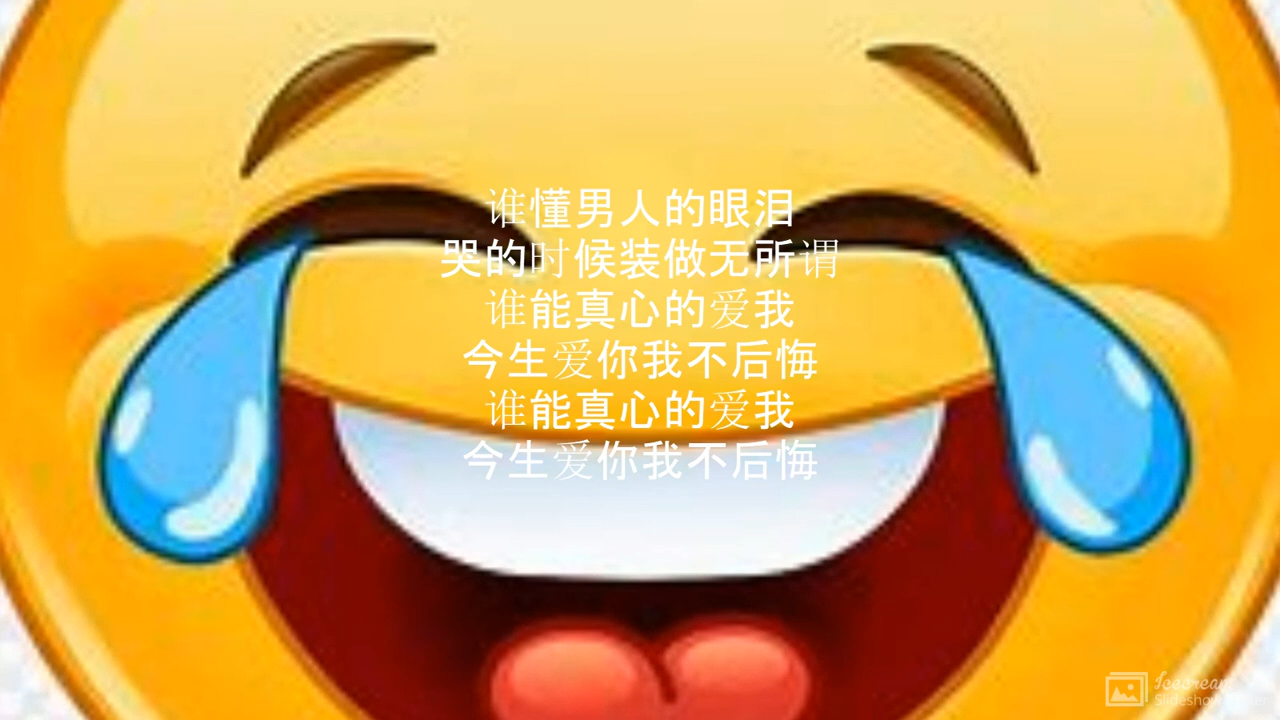 谁懂男人的眼泪
哭的时候装做无所谓
谁能真心的爱我
今生爱你我不后悔
谁能真心的爱我
今生爱你我不后悔
Icecream
Slideshow